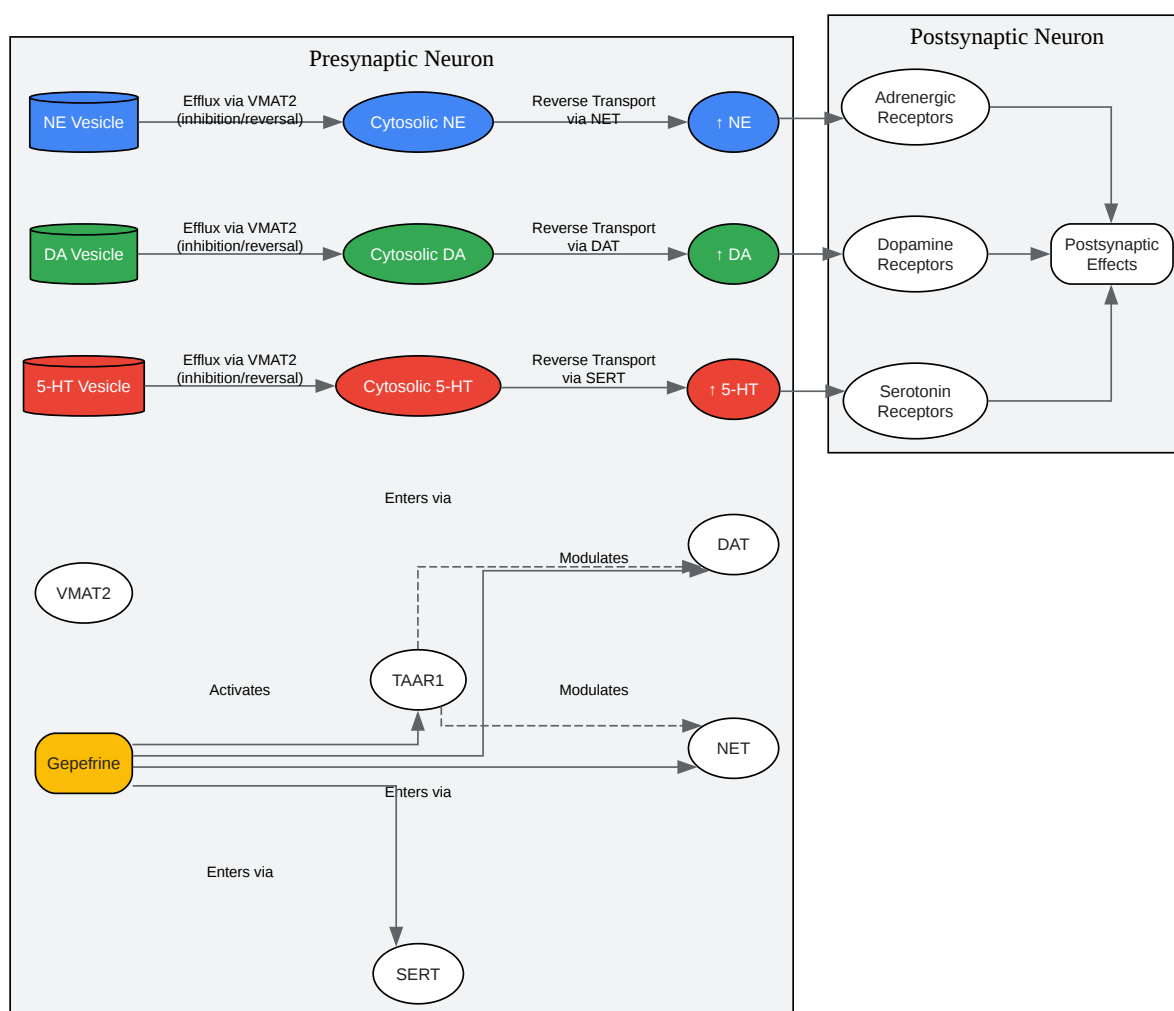 Postsynaptic Neuron
Presynaptic Neuron
NE Vesicle
Efflux via VMAT2
(inhibition/reversal)
Cytosolic NE
Reverse Transport
via NET
↑ NE
Adrenergic
Receptors
DA Vesicle
Efflux via VMAT2
(inhibition/reversal)
Cytosolic DA
Reverse Transport
via DAT
↑ DA
Dopamine
Receptors
Postsynaptic
Effects
5-HT Vesicle
Efflux via VMAT2
(inhibition/reversal)
Cytosolic 5-HT
Reverse Transport
via SERT
↑ 5-HT
Serotonin
Receptors
Enters via
DAT
Modulates
VMAT2
TAAR1
Activates
Modulates
NET
Gepefrine
Enters via
Enters via
SERT